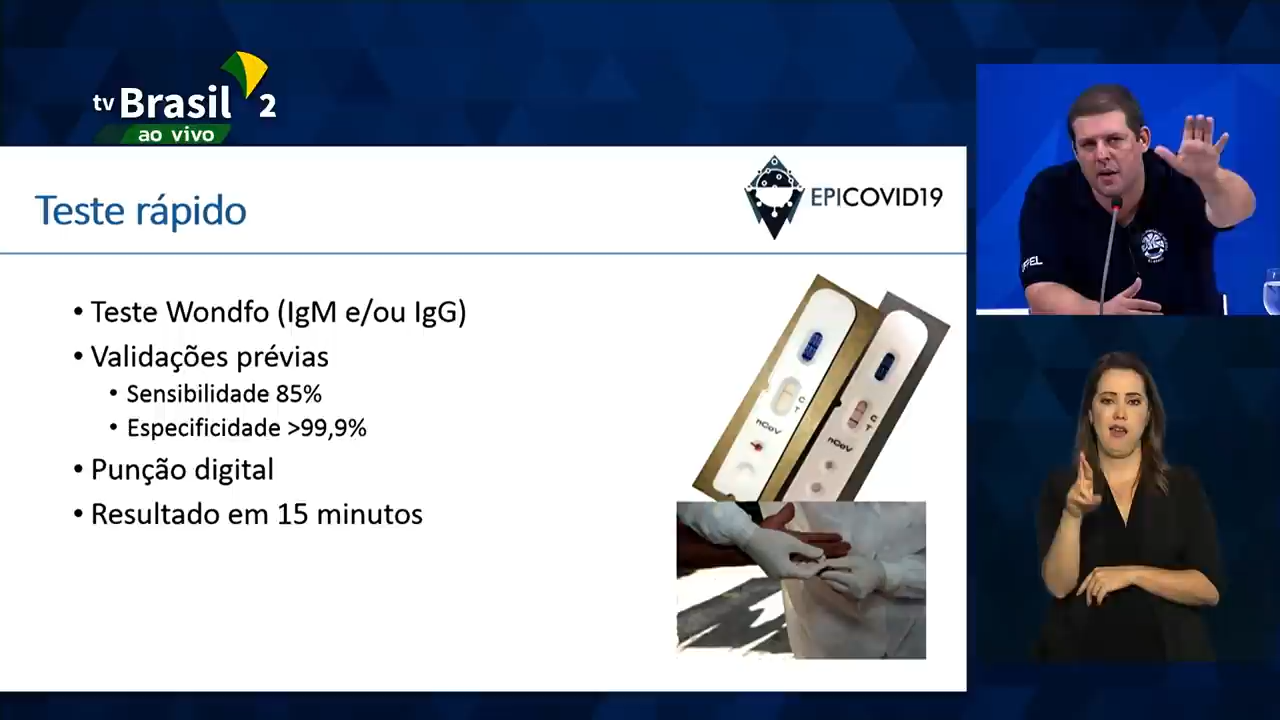 tv Brasil 2
ao vivo
Teste rápido
EPICOVID19
• Teste Wondfo (IgM e/ou IgG)
• Validações prévias
• Sensibilidade 85%
• Especificidade >99,9%
• Punção digital
• Resultado em 15 minutos
C
T
nCoV
C
T
nCoV